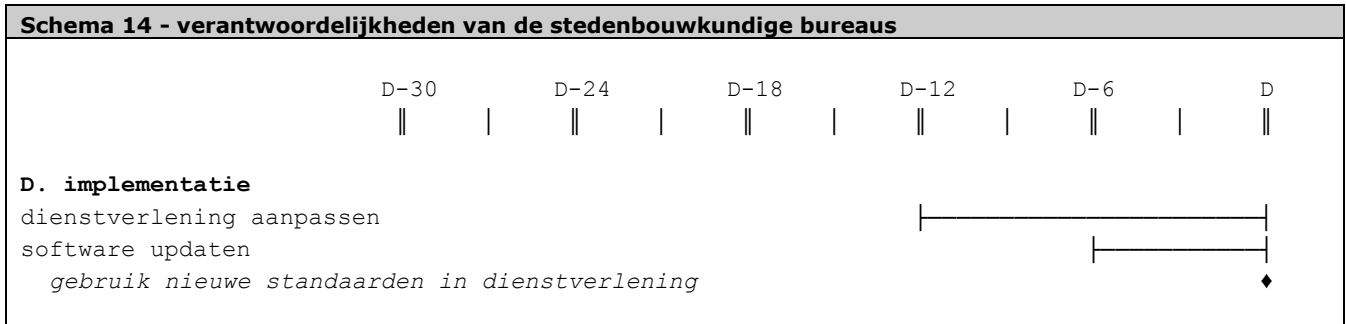 Schema 14 - verantwoordelijkheden van de stedenbouwkundige bureaus
D-30 D-24 D-18 D-12 D-6 D
D. implementatie
dienstverlening aanpassen
software updaten
gebruik nieuwe standaarden in dienstverlening